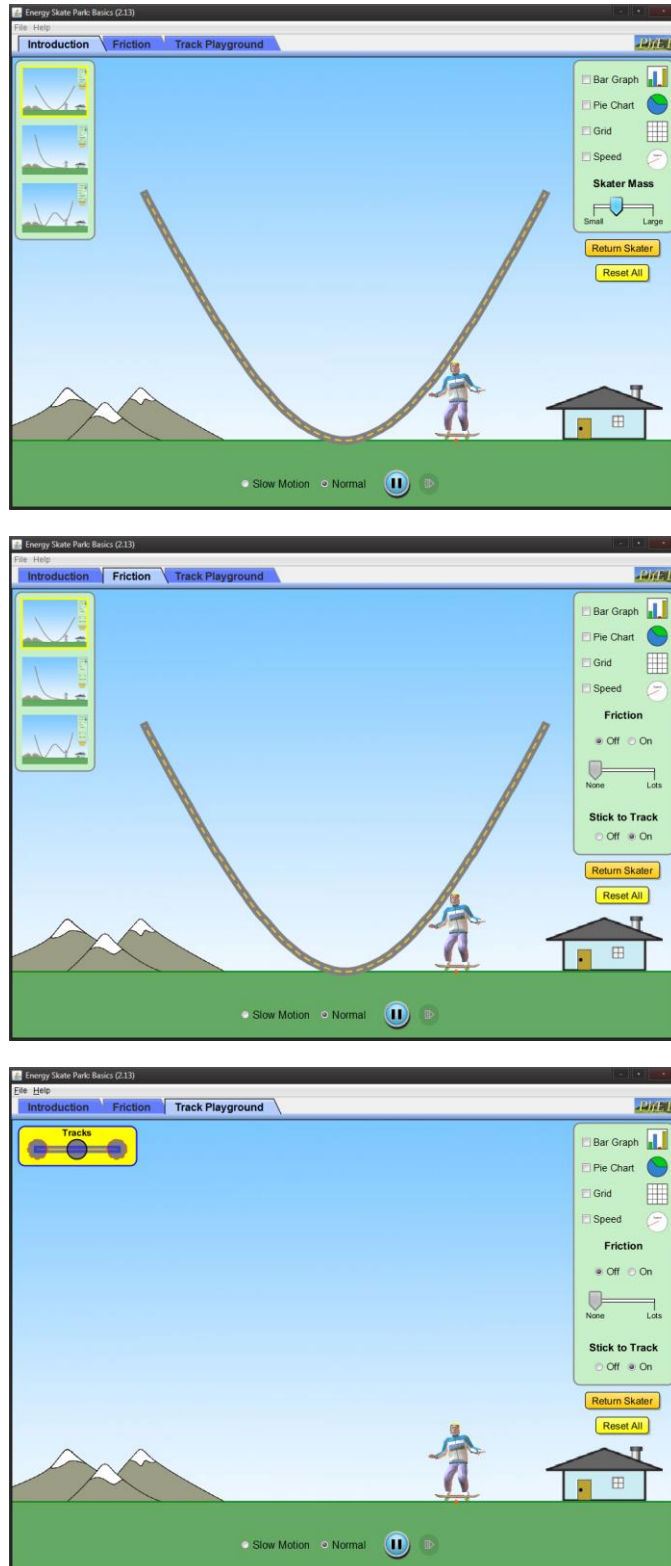 Energy Skate Park: Basics (2.13)
File Help
Introduction Friction Track Playground
PhET
Bar Graph
Pie Chart
Grid
Speed
Skater Mass
Small Large
Return Skater
Reset All
Slow Motion Normal
Energy Skate Park: Basics (2.13)
File Help
Introduction Friction Track Playground
PhET
Bar Graph
Pie Chart
Grid
Speed
Friction
Off On
None Lots
Stick to Track
Off On
Return Skater
Reset All
Slow Motion Normal
Energy Skate Park: Basics (2.13)
File Help
Introduction Friction Track Playground
PhET
Tracks
Bar Graph
Pie Chart
Grid
Speed
Friction
Off On
None Lots
Stick to Track
Off On
Return Skater
Reset All
Slow Motion Normal